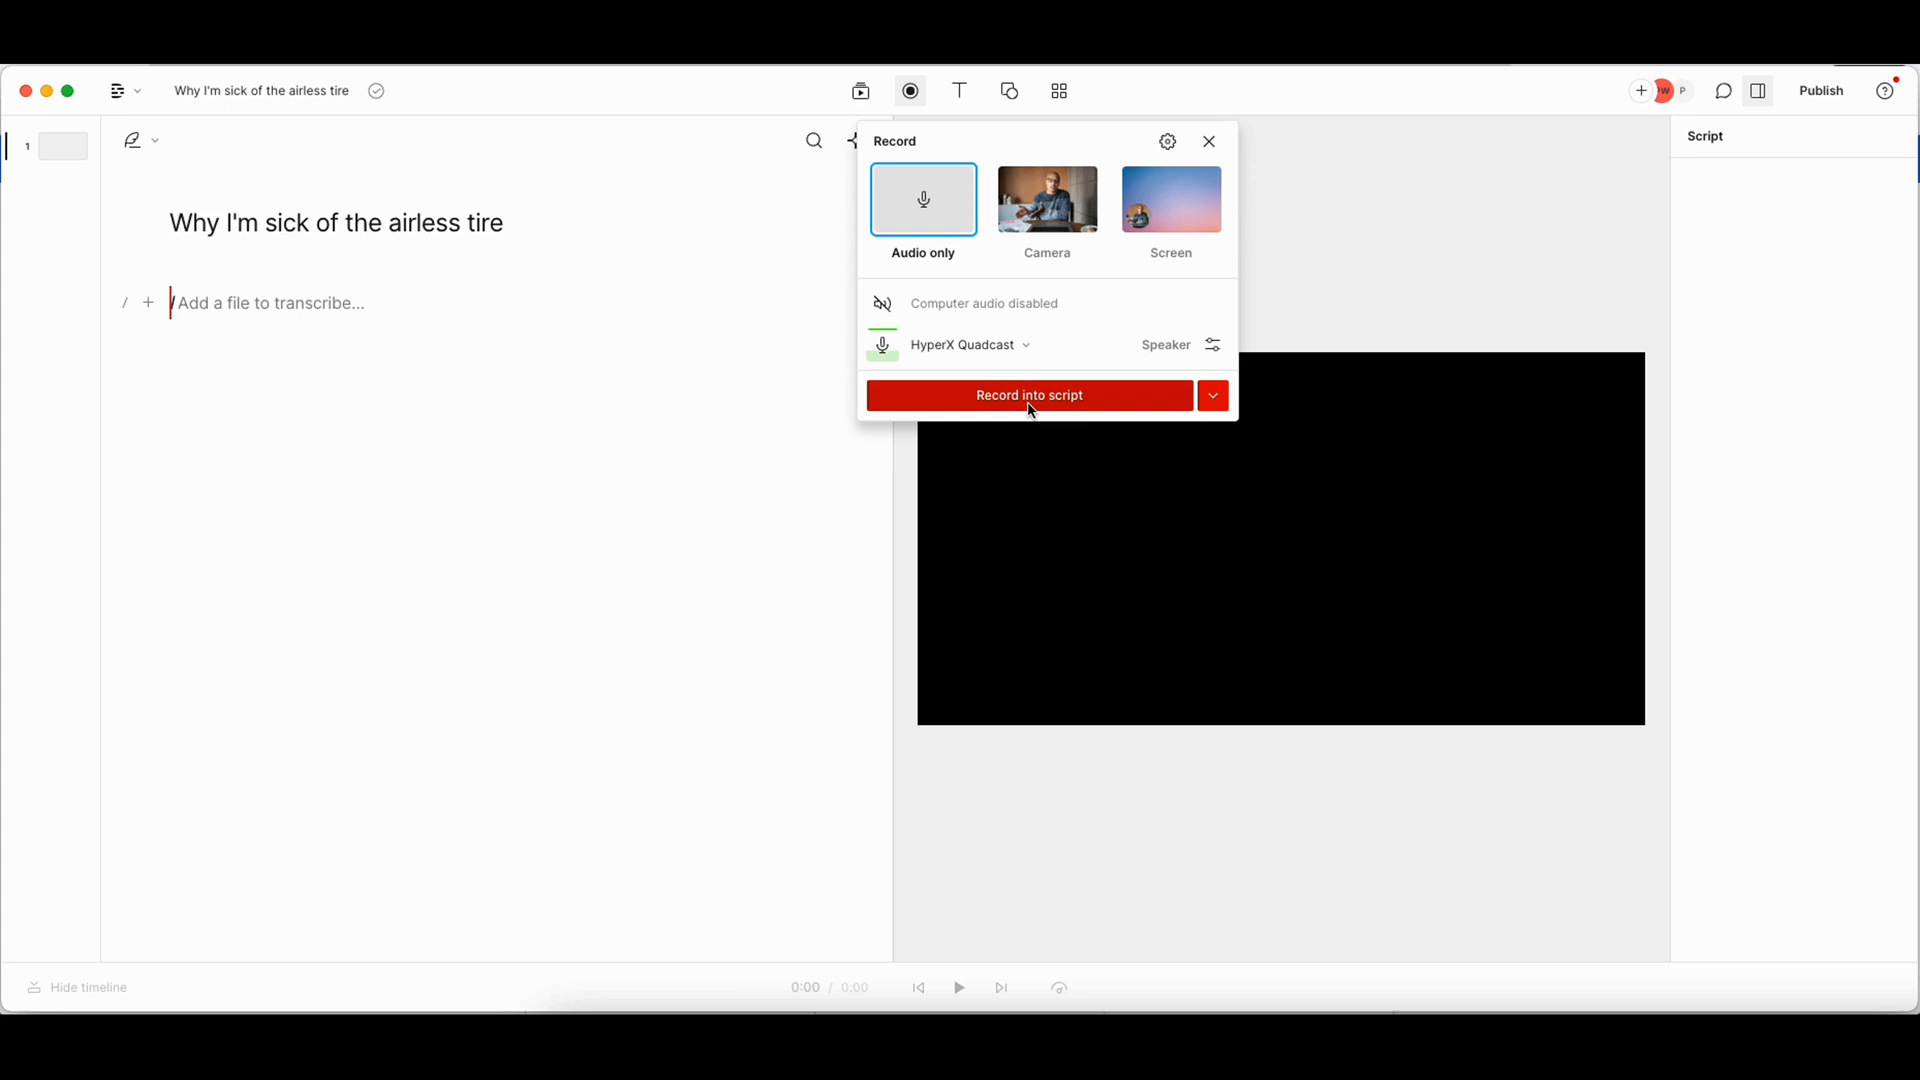 Why I'm sick of the airless tire
W
P
Publish
1
Record
Script
Audio only
Camera
Screen
Why I'm sick of the airless tire
/ + /Add a file to transcribe...
Computer audio disabled
HyperX Quadcast
Speaker
Record into script
Hide timeline
0:00 / 0:00